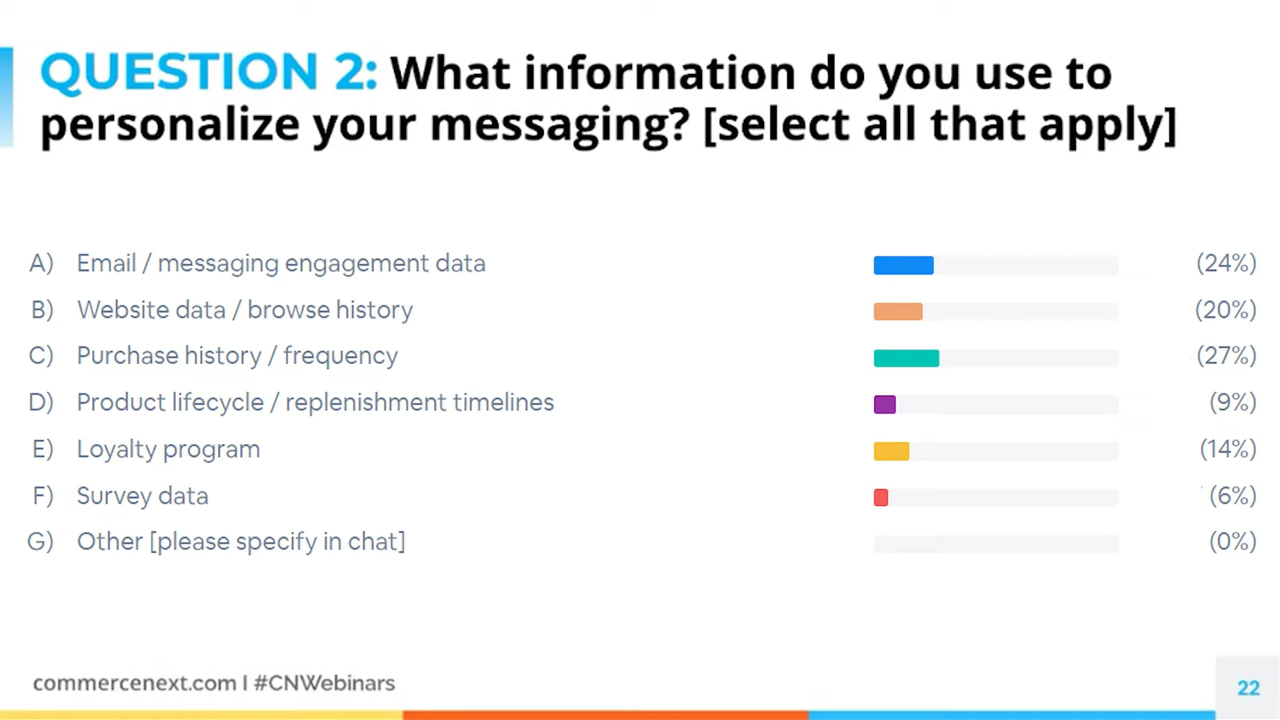 QUESTION 2: What information do you use to
personalize your messaging? [select all that apply]
A) Email / messaging engagement data (24%)
B) Website data / browse history (20%)
C) Purchase history / frequency (27%)
D) Product lifecycle / replenishment timelines (9%)
E) Loyalty program (14%)
F) Survey data (6%)
G) Other [please specify in chat] (0%)
commercenext.com | #CNWebinars
22